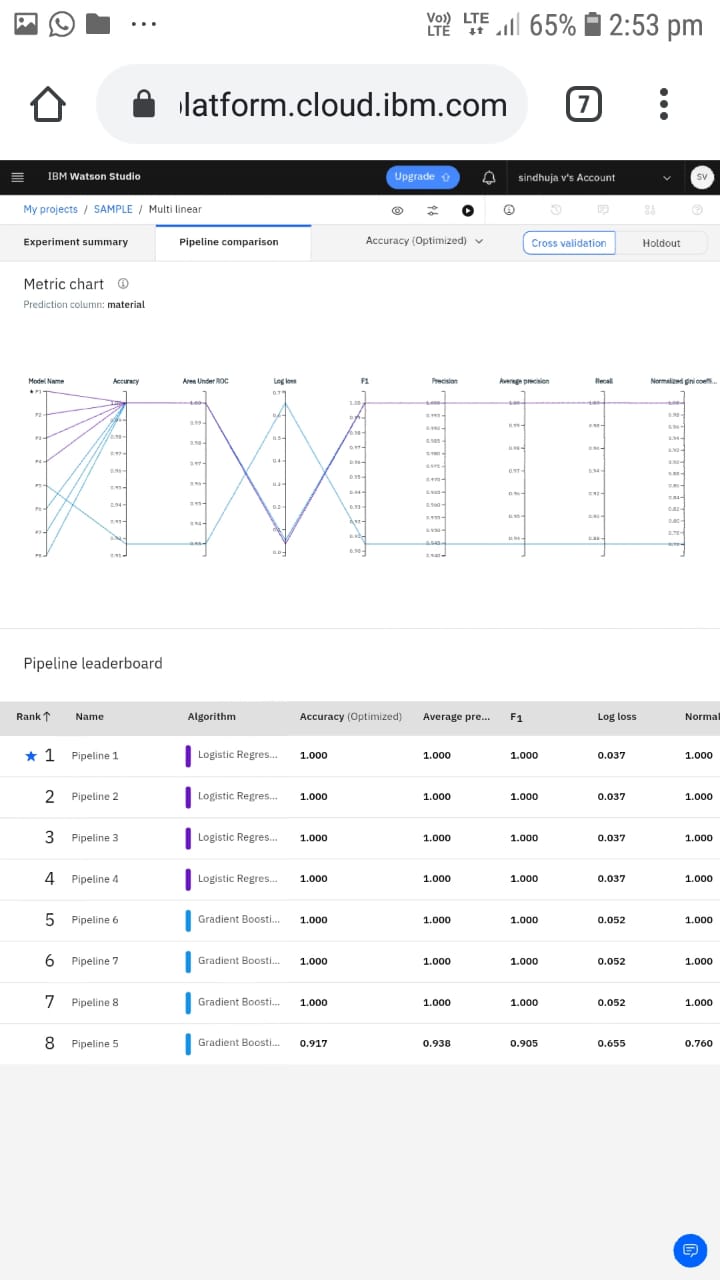 Vo)) LTE LTE 65% 2:53 pm
latform.cloud.ibm.com 7
IBM Watson Studio Upgrade sindhuja v's Account SV
My projects / SAMPLE / Multi linear
Experiment summary Pipeline comparison Accuracy (Optimized) Cross validation Holdout
Metric chart
Prediction column: material
Model Name Accuracy Area Under ROC Log loss F1 Precision Average precision Recall Normalized gini coeffi...
Pipeline leaderboard
Rank Name Algorithm Accuracy (Optimized) Average pre... F1 Log loss Normal
1 Pipeline 1 Logistic Regres... 1.000 1.000 1.000 0.037 1.000
2 Pipeline 2 Logistic Regres... 1.000 1.000 1.000 0.037 1.000
3 Pipeline 3 Logistic Regres... 1.000 1.000 1.000 0.037 1.000
4 Pipeline 4 Logistic Regres... 1.000 1.000 1.000 0.037 1.000
5 Pipeline 6 Gradient Boosti... 1.000 1.000 1.000 0.052 1.000
6 Pipeline 7 Gradient Boosti... 1.000 1.000 1.000 0.052 1.000
7 Pipeline 8 Gradient Boosti... 1.000 1.000 1.000 0.052 1.000
8 Pipeline 5 Gradient Boosti... 0.917 0.938 0.905 0.655 0.760